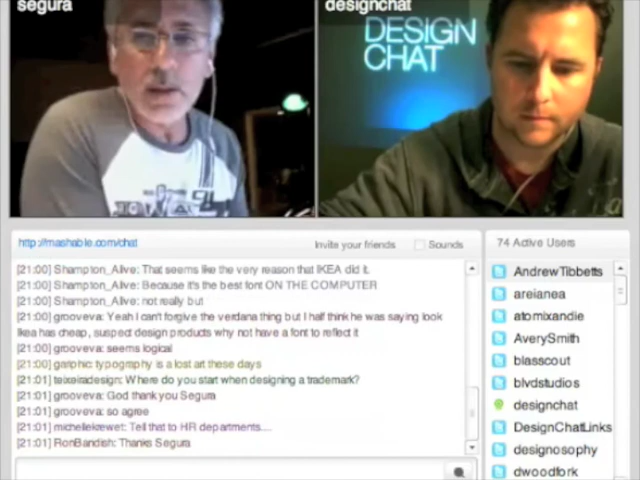 segura
designchat
DESIGN
CHAT
http://mashable.com/chat
Invite your friends
Sounds
74 Active Users
[21:00] Shampton_Alive: That seems like the very reason that IKEA did it.
[21:00] Shampton_Alive: Because it's the best font ON THE COMPUTER
[21:00] Shampton_Alive: not really but
[21:00] grooveva: Yeah I can't forgive the verdana thing but I half think he was saying look
Ikea has cheap, suspect design products why not have a font to reflect it
[21:00] grooveva: seems logical
[21:00] garphic: typography is a lost art these days
[21:01] teixeiradesign: Where do you start when designing a trademark?
[21:01] grooveva: God thank you Segura
[21:01] grooveva: so agree
[21:01] michellekrewet: Tell that to HR departments....
[21:01] RonBandish: Thanks Segura
AndrewTibbetts
areianea
atomixandie
AverySmith
blasscout
blvdstudios
designchat
DesignChatLinks
designosophy
dwoodfork